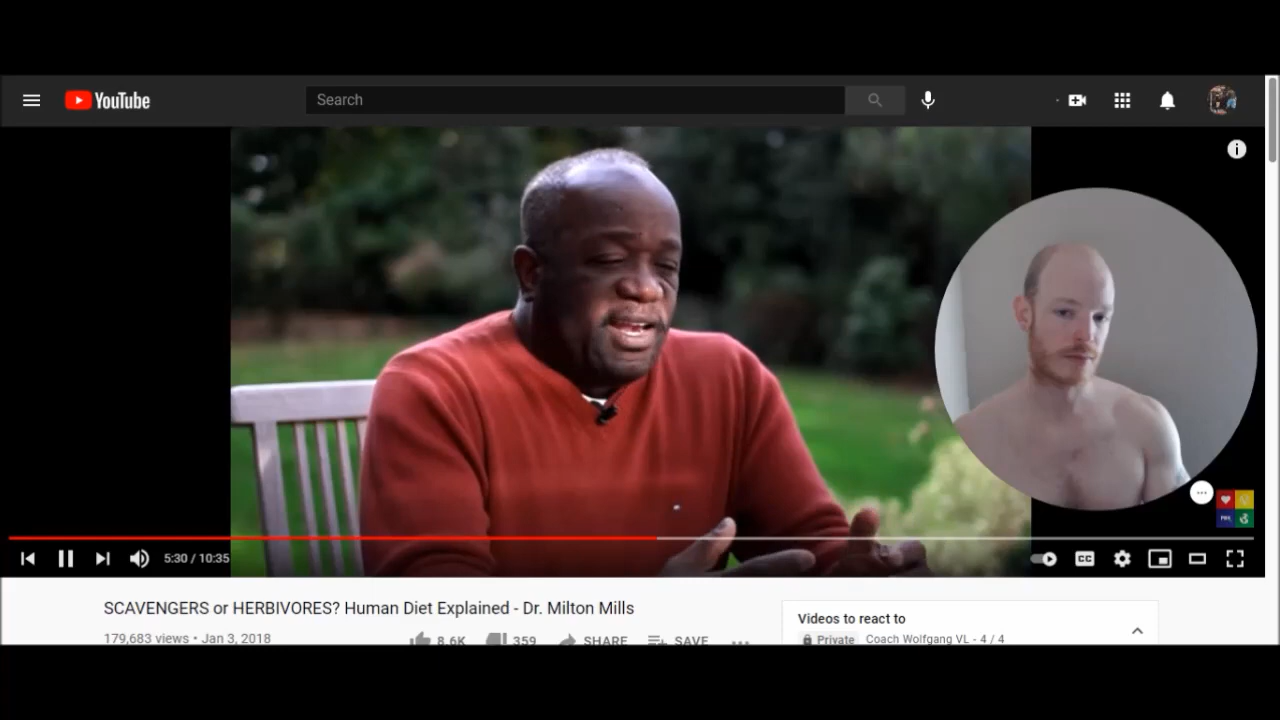 YouTube
Search
5:30 / 10:35
CC
SCAVENGERS or HERBIVORES? Human Diet Explained - Dr. Milton Mills
179,683 views • Jan 3, 2018
8.6K
359
SHARE
SAVE
Videos to react to
Private Coach Wolfgang VL - 4 / 4